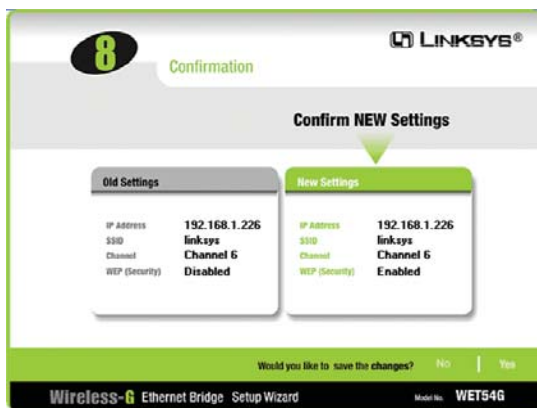 8
LINKSYS®
Confirmation
Confirm NEW Settings
Old Settings
IP Address 192.168.1.226
SSID linksys
Channel Channel 6
WEP (Security) Disabled
New Settings
IP Address 192.168.1.226
SSID linksys
Channel Channel 6
WEP (Security) Enabled
Would you like to save the changes? No | Yes
Wireless-G Ethernet Bridge Setup Wizard Model No. WET54G